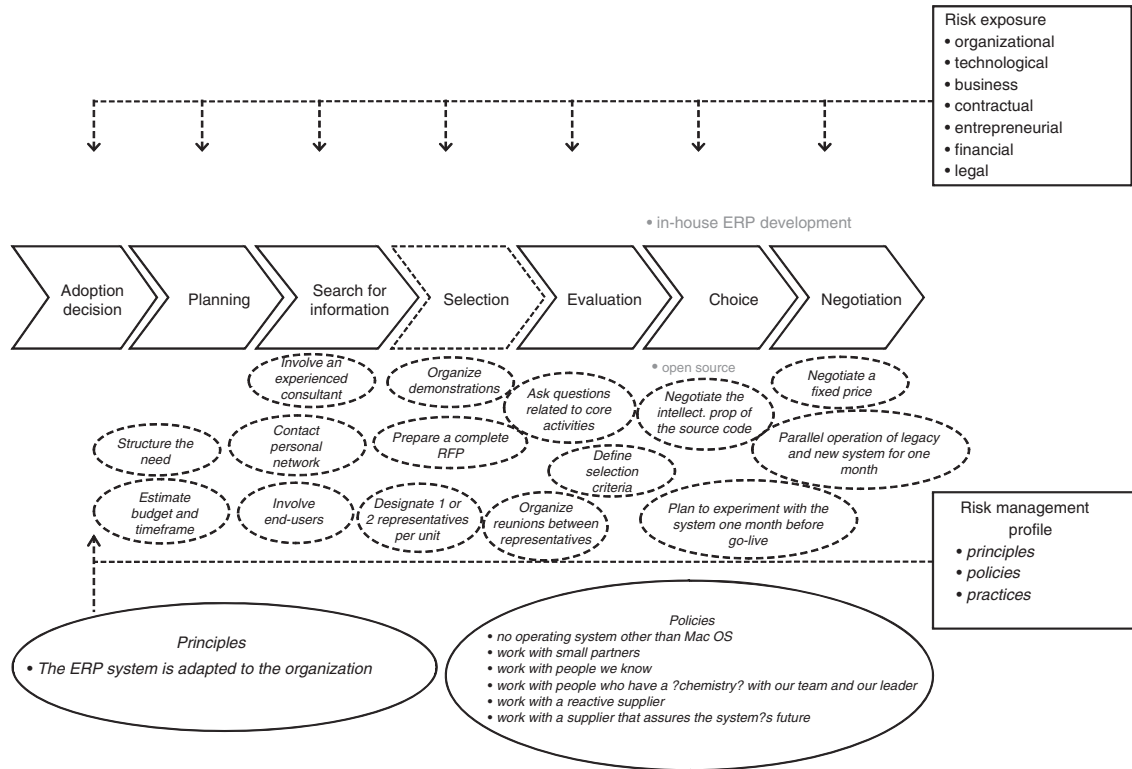 Risk exposure
• organizational
• technological
• business
• contractual
• entrepreneurial
• financial
• legal
• in-house ERP development
Adoption
decision
Planning
Search for
information
Selection
Evaluation
Choice
Negotiation
Involve an
experienced
consultant
Organize
demonstrations
Ask questions
related to core
activities
• open source
Negotiate the
intellect. prop of
the source code
Negotiate a
fixed price
Structure the
need
Contact
personal
network
Prepare a complete
RFP
Define
selection
criteria
Parallel operation of legacy
and new system for one
month
Estimate
budget and
timeframe
Involve
end-users
Designate 1 or
2 representatives
per unit
Organize
reunions between
representatives
Plan to experiment with the
system one month before
go-live
Risk management
profile
• principles
• policies
• practices
Principles
• The ERP system is adapted to the organization
Policies
• no operating system other than Mac OS
• work with small partners
• work with people we know
• work with people who have a ?chemistry? with our team and our leader
• work with a reactive supplier
• work with a supplier that assures the system?s future